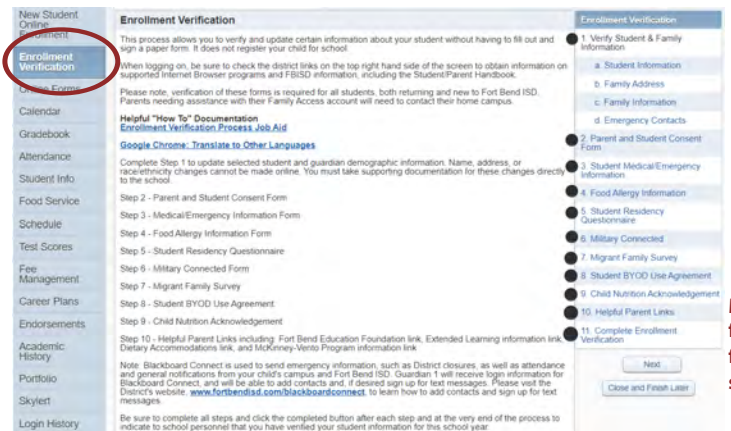 New Student
Online
Enrollment
Enrollment
Verification
Online Forms
Calendar
Gradebook
Attendance
Student Info
Food Service
Schedule
Test Scores
Fee
Management
Career Plans
Endorsements
Academic
History
Portfolio
Skylert
Login History
Enrollment Verification
This process allows you to verify and update certain information about your student without having to fill out and
sign a paper form. It does not register your child for school.
When logging on, be sure to check the district links on the top right hand side of the screen to obtain information on
supported Internet Browser programs and FBISD information, including the Student/Parent Handbook.
Please note, verification of these forms is required for all students, both returning and new to Fort Bend ISD.
Parents needing assistance with their Family Access account will need to contact their home campus.
Helpful "How To" Documentation
Enrollment Verification Process Job Aid
Google Chrome: Translate to Other Languages
Complete Step 1 to update selected student and guardian demographic information. Name, address, or
race/ethnicity changes cannot be made online. You must take supporting documentation for these changes directly
to the school.
Step 2 - Parent and Student Consent Form
Step 3 - Medical/Emergency Information Form
Step 4 - Food Allergy Information Form
Step 5 - Student Residency Questionnaire
Step 6 - Military Connected Form
Step 7 - Migrant Family Survey
Step 8 - Student BYOD Use Agreement
Step 9 - Child Nutrition Acknowledgement
Step 10 - Helpful Parent Links including: Fort Bend Education Foundation link, Extended Learning information link,
Dietary Accommodations link, and McKinney-Vento Program information link
Note: Blackboard Connect is used to send emergency information, such as District closures, as well as attendance
and general notifications from your child's campus and Fort Bend ISD. Guardian 1 will receive login information for
Blackboard Connect, and will be able to add contacts and, if desired sign up for text messages. Please visit the
District's website, www.fortbendisd.com/blackboardconnect, to learn how to add contacts and sign up for text
messages.
Be sure to complete all steps and click the completed button after each step and at the very end of the process to
indicate to school personnel that you have verified your student information for this school year.
Enrollment Verification
1. Verify Student & Family
Information
a. Student Information
b. Family Address
c. Family Information
d. Emergency Contacts
2. Parent and Student Consent
Form
3. Student Medical/Emergency
Information
4. Food Allergy Information
5. Student Residency
Questionnaire
6. Military Connected
7. Migrant Family Survey
8. Student BYOD Use Agreement
9. Child Nutrition Acknowledgement
10. Helpful Parent Links
11. Complete Enrollment
Verification
Next
Close and Finish Later